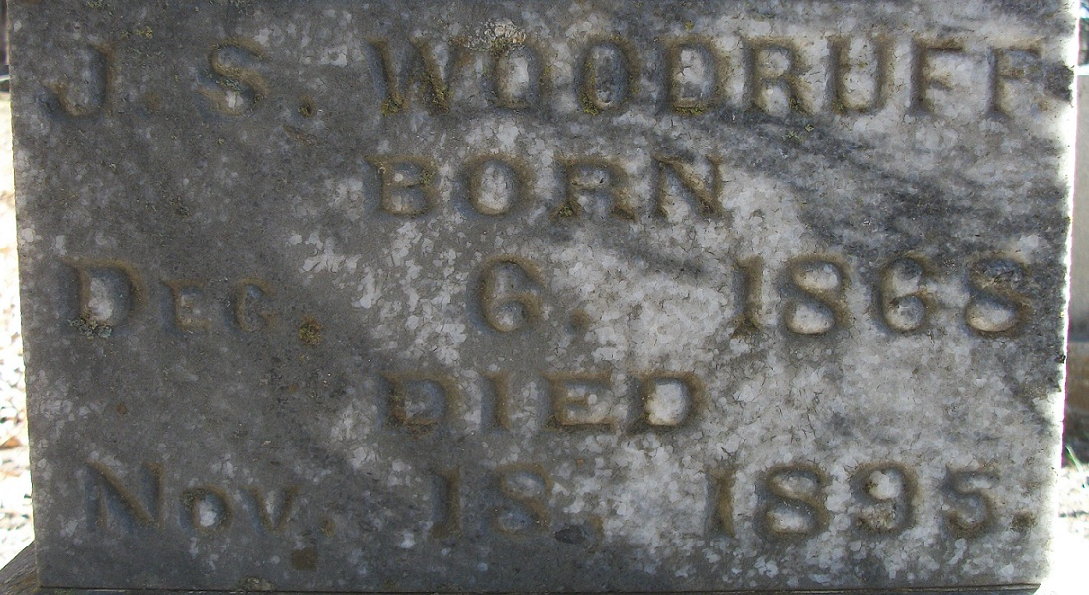 J. S. WOODRUFF.
BORN
DEC. 6. 1868
DIED
NOV. 18. 1895.